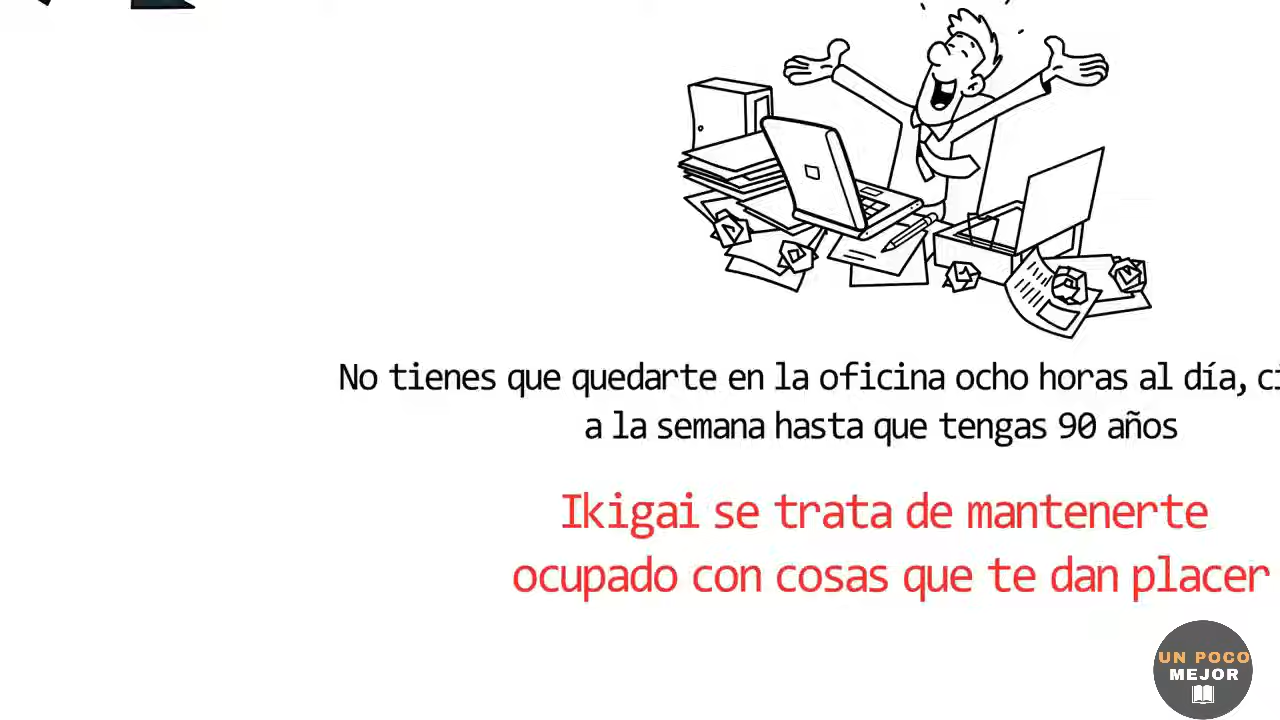 No tienes que quedarte en la oficina ocho horas al día,
a la semana hasta que tengas 90 años
Ikigai se trata de mantenerte
ocupado con cosas que te dan placer
UN POCO
MEJOR